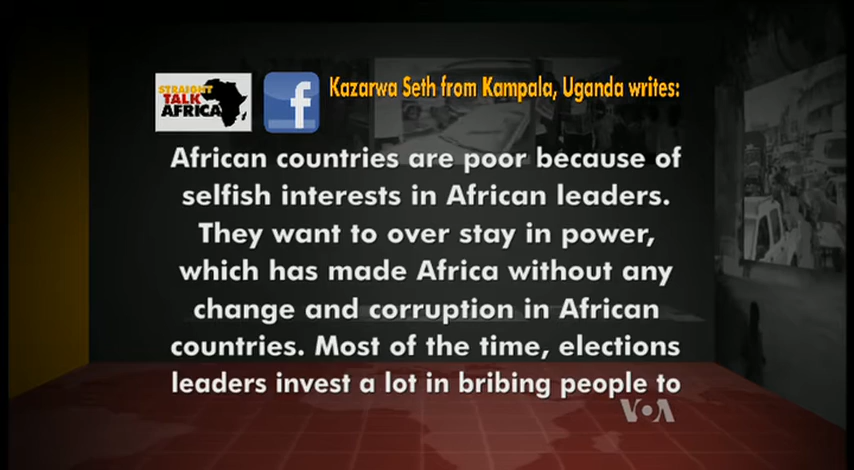 STRAIGHT
TALK
AFRICA
f
Kazarwa Seth from Kampala, Uganda writes:
African countries are poor because of
selfish interests in African leaders.
They want to over stay in power,
which has made Africa without any
change and corruption in African
countries. Most of the time, elections
leaders invest a lot in bribing people to
VOA